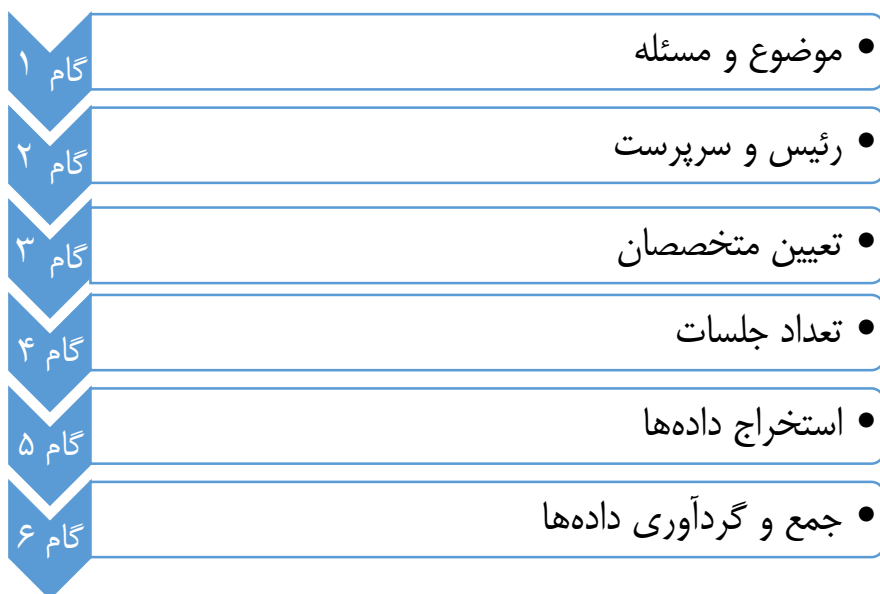 گام ۱
• موضوع و مسئله
گام ۲
• رئیس و سرپرست
گام ۳
• تعیین متخصصان
گام ۴
• تعداد جلسات
گام ۵
• استخراج داده‌ها
گام ۶
• جمع و گردآوری داده‌ها